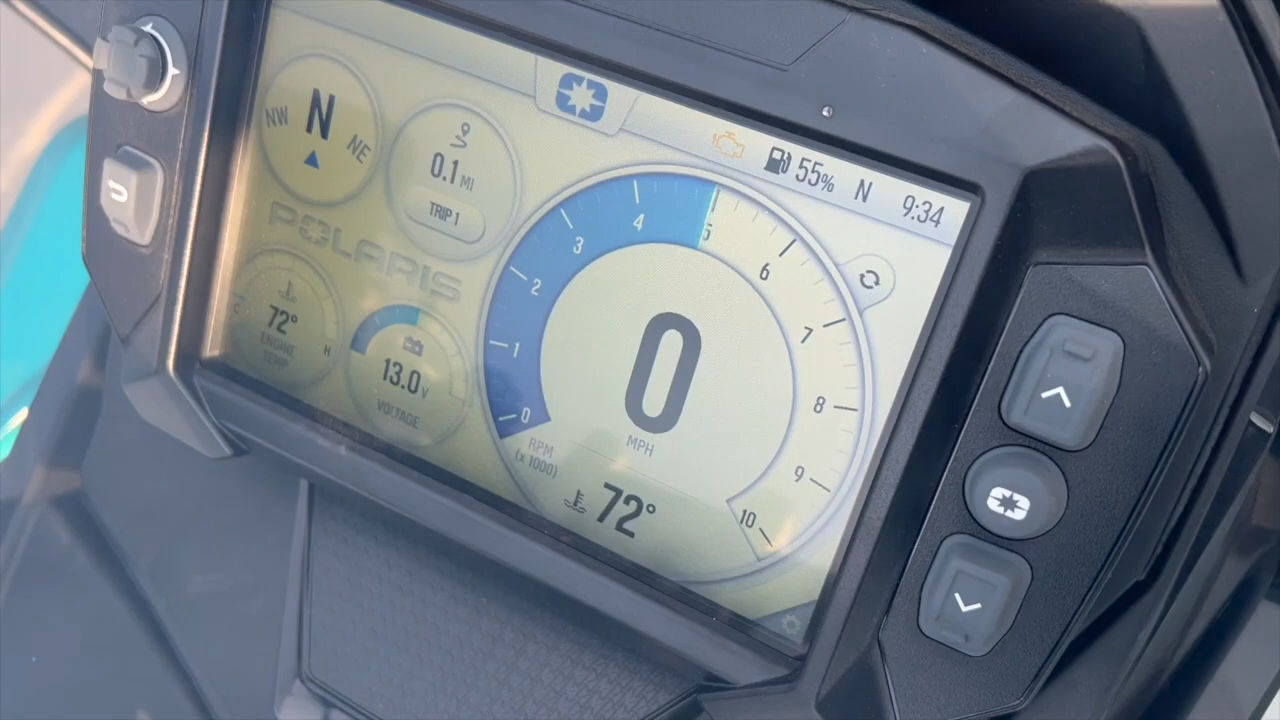 55% N 9:34
NW N NE
0.1 MI
TRIP 1
POLARIS
72°
C H
ENGINE
TEMP
13.0 V
VOLTAGE
0 1 2 3 4 5 6 7 8 9 10
RPM
(x 1000)
0
MPH
72°